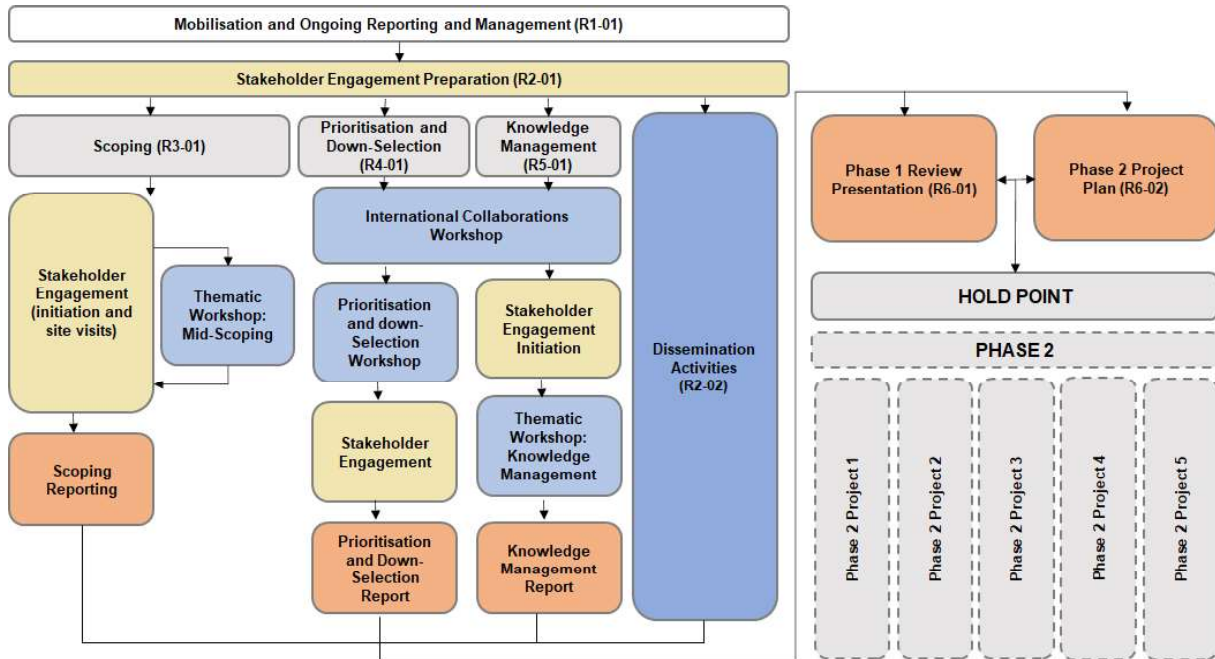 Mobilisation and Ongoing Reporting and Management (R1-01)
Stakeholder Engagement Preparation (R2-01)
Scoping (R3-01)
Prioritisation and
Down-Selection
(R4-01)
Knowledge
Management
(R5-01)
International Collaborations
Workshop
Stakeholder
Engagement
(initiation and
site visits)
Thematic
Workshop:
Mid-Scoping
Prioritisation
and down-
Selection
Workshop
Stakeholder
Engagement
Initiation
Stakeholder
Engagement
Thematic
Workshop:
Knowledge
Management
Scoping
Reporting
Prioritisation
and Down-
Selection
Report
Knowledge
Management
Report
Dissemination
Activities
(R2-02)
Phase 1 Review
Presentation (R6-01)
Phase 2 Project
Plan (R6-02)
HOLD POINT
PHASE 2
Phase 2 Project 1
Phase 2 Project 2
Phase 2 Project 3
Phase 2 Project 4
Phase 2 Project 5